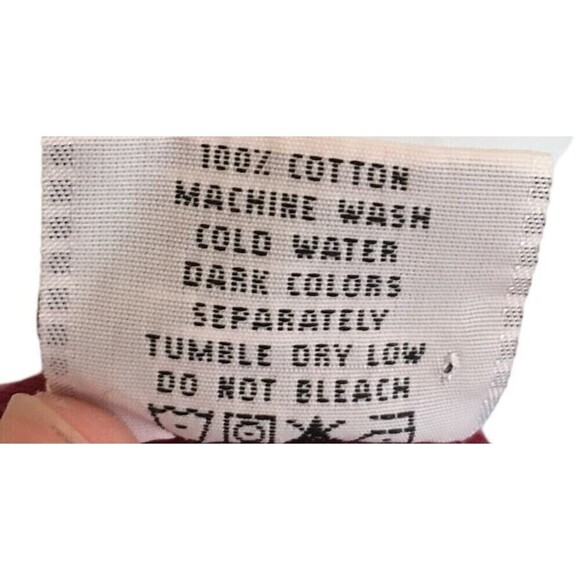 100% COTTON
MACHINE WASH
COLD WATER
DARK COLORS
SEPARATELY
TUMBLE DRY LOW
DO NOT BLEACH